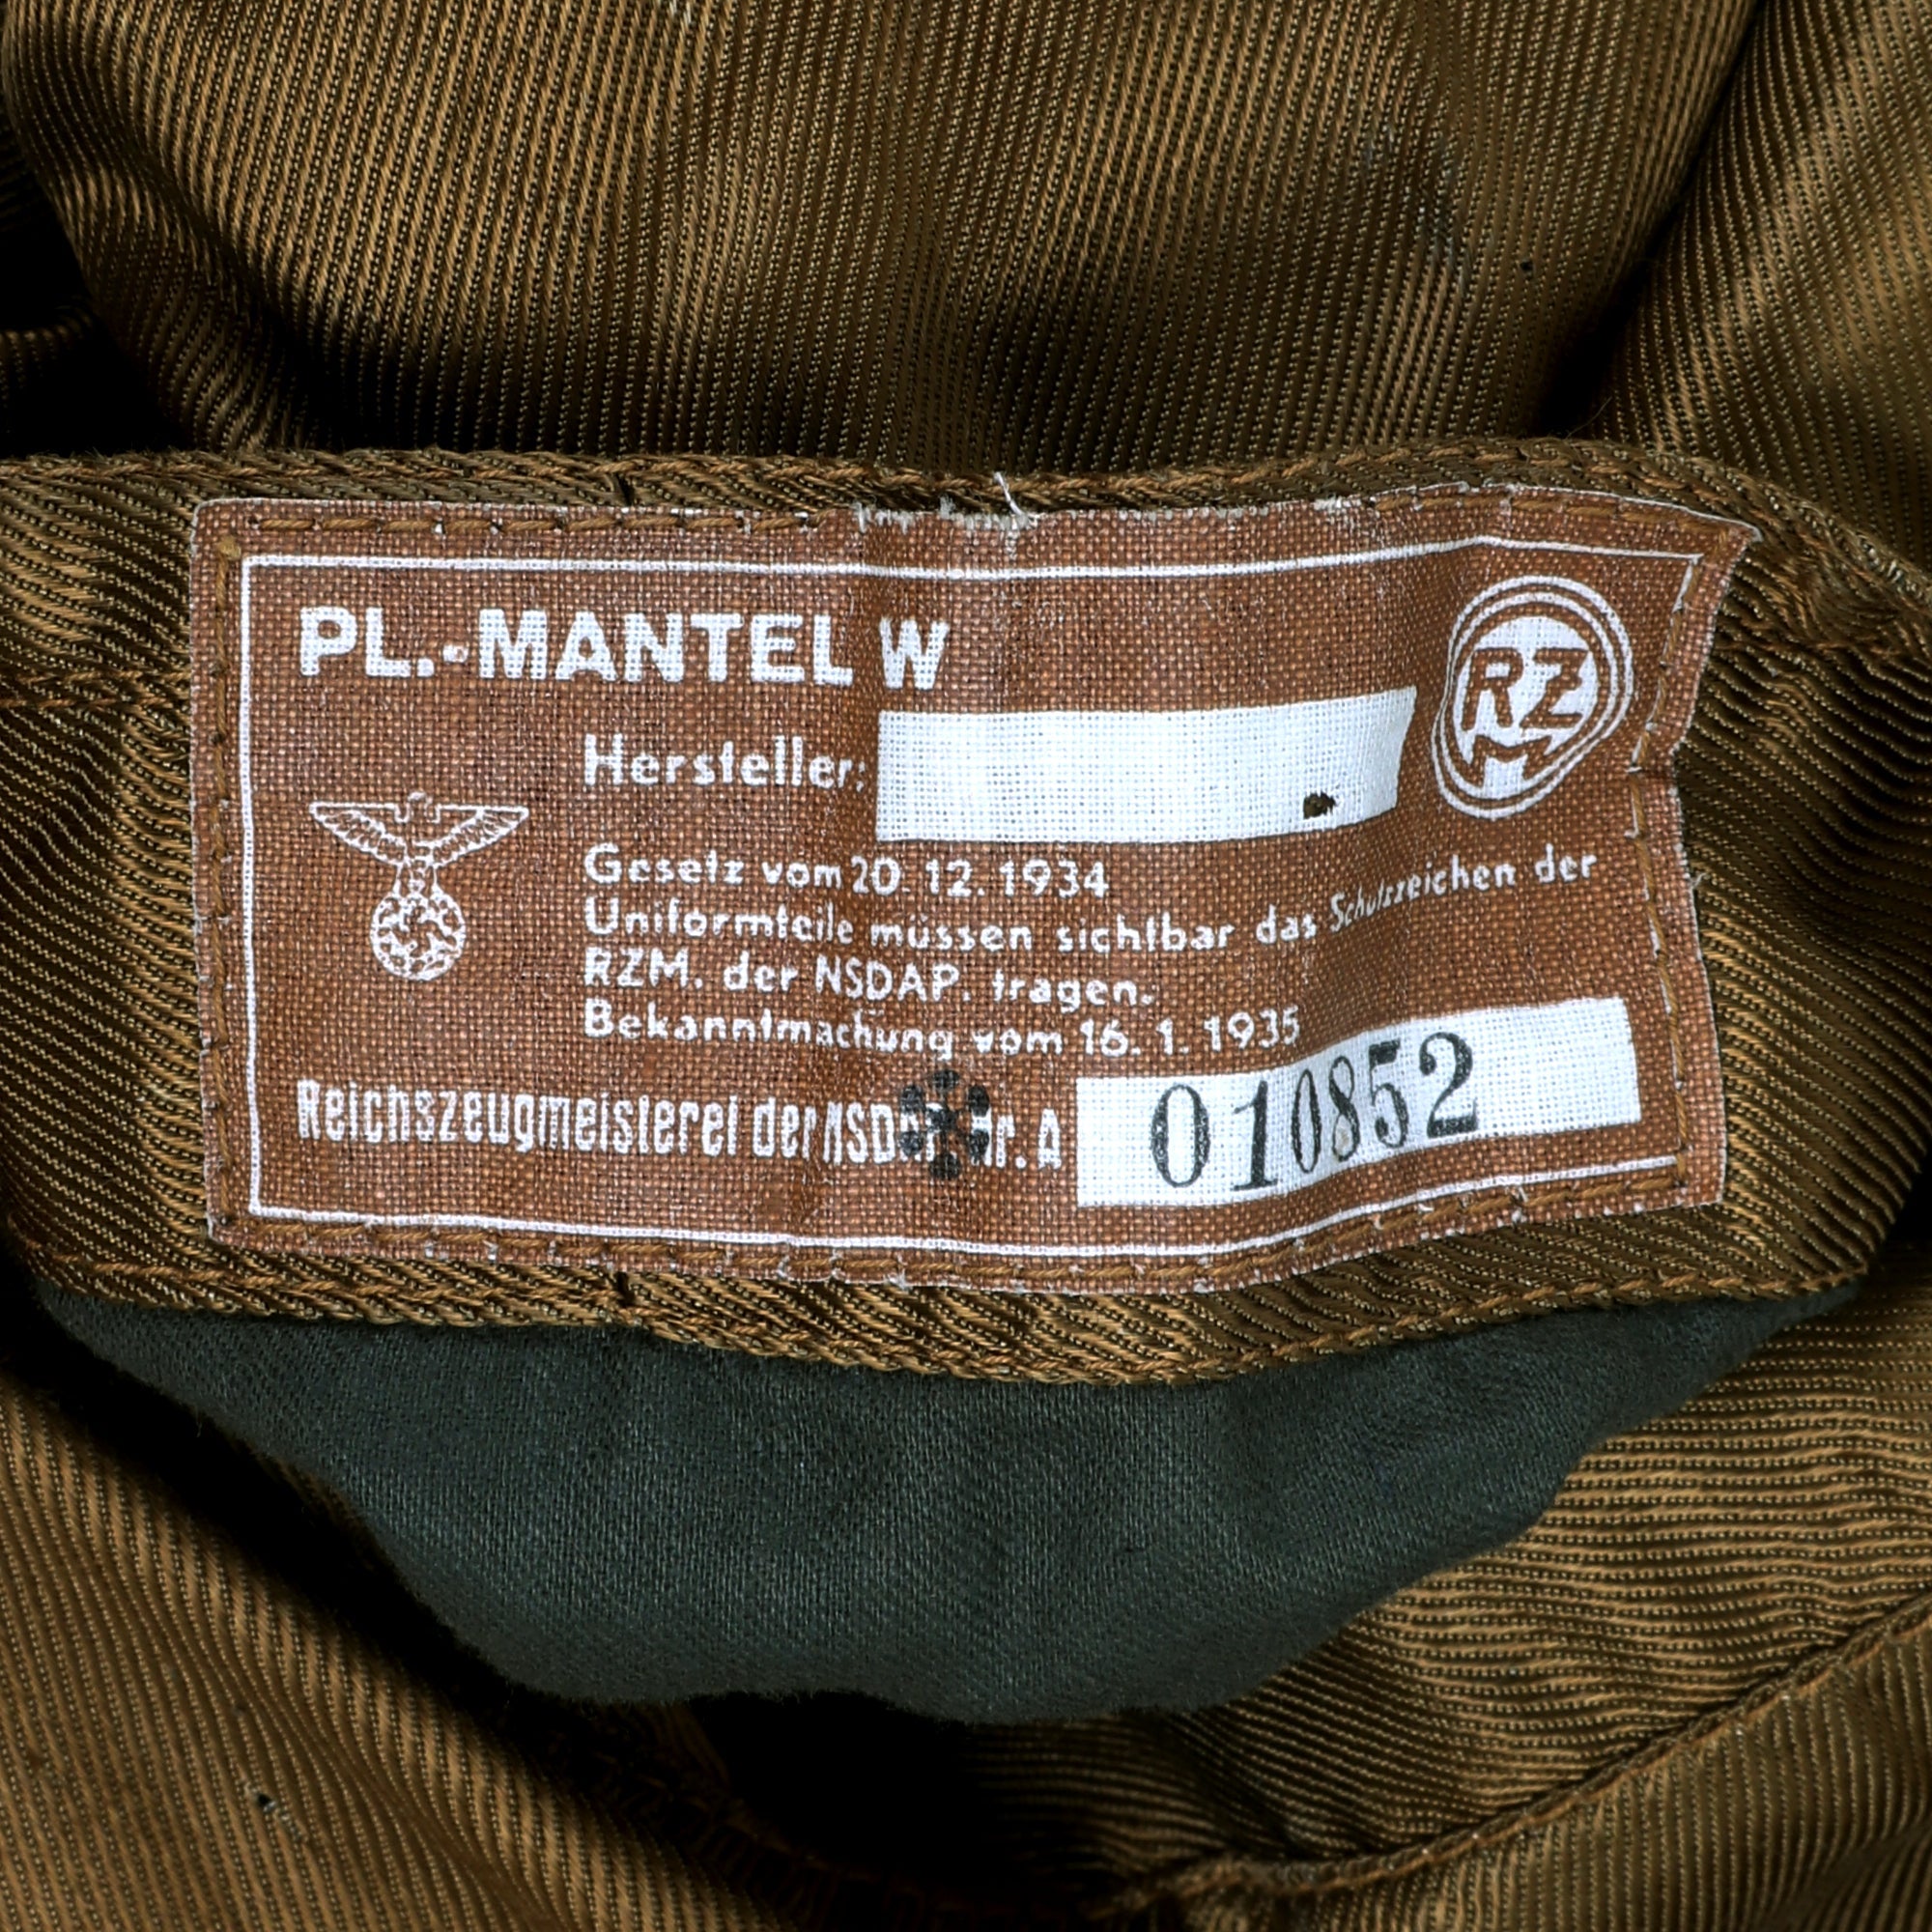 PL.-MANTEL W
RZM
Hersteller:
Gesetz vom 20. 12. 1934
Uniformteile müssen sichtbar das Schutzzeichen der
RZM. der NSDAP. tragen.
Bekanntmachung vom 16. 1. 1935
Reichszeugmeisterei der Nr. A 010852